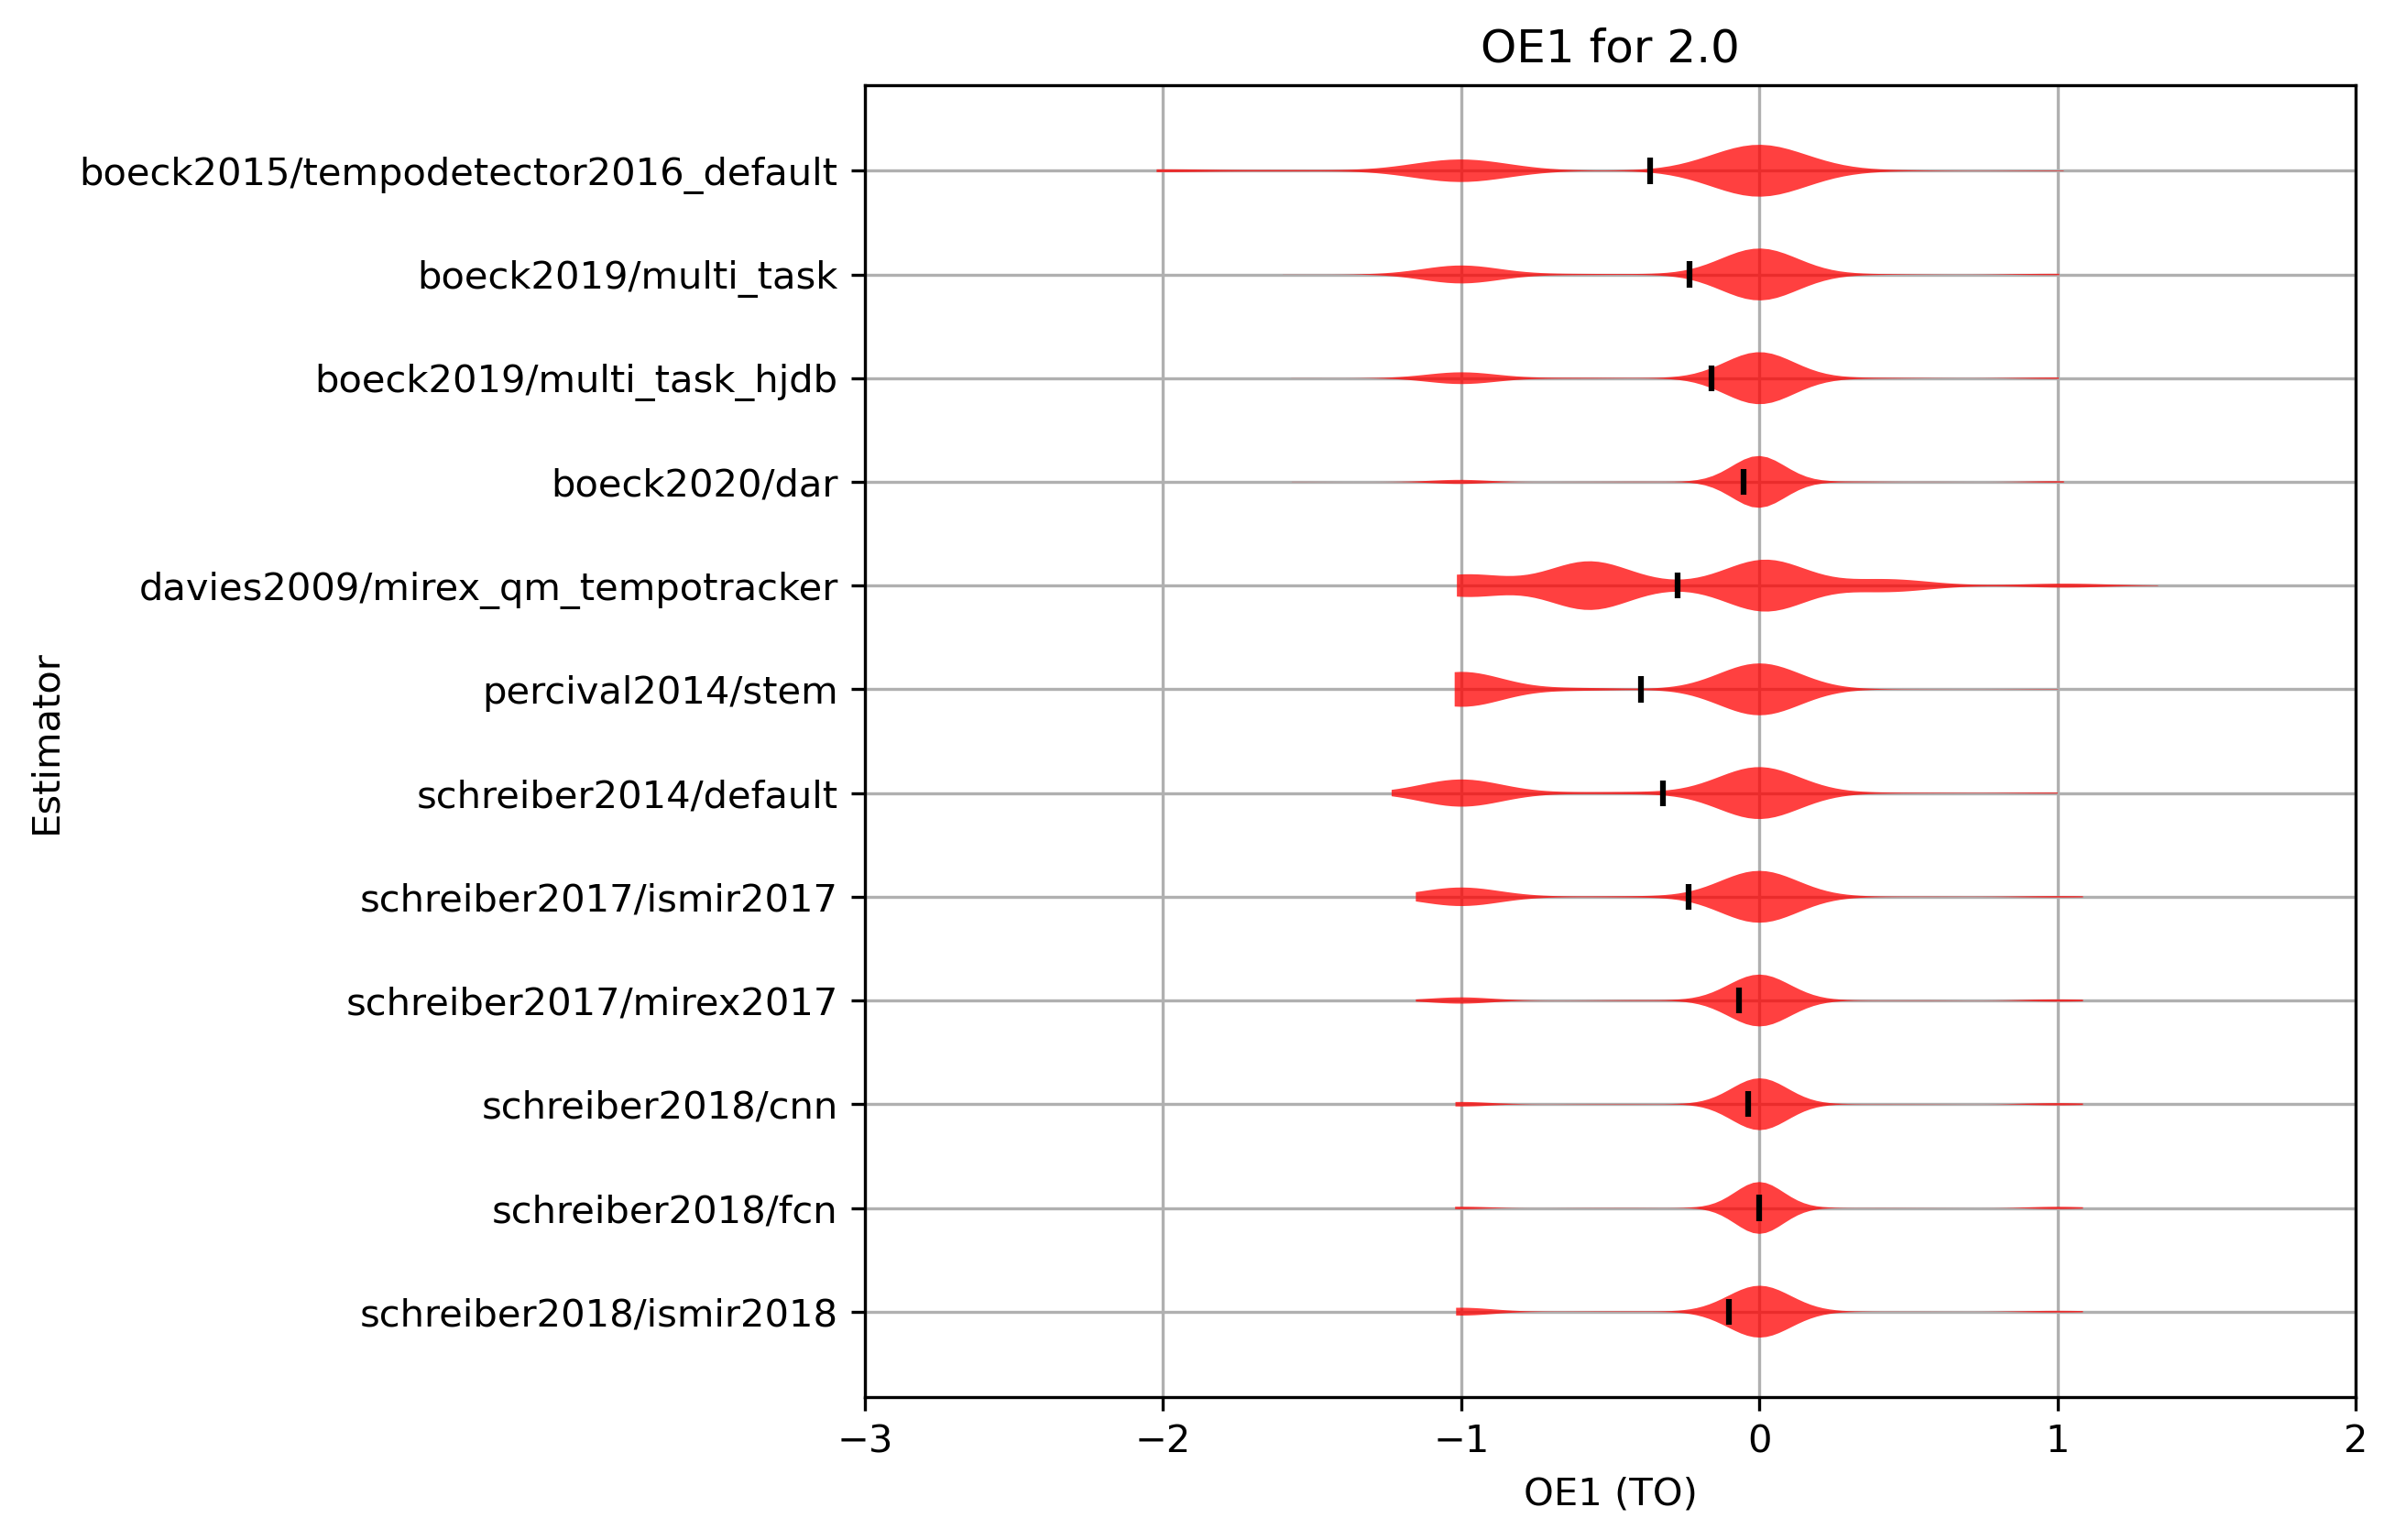 OE1 for 2.0
boeck2015/tempodetector2016_default
boeck2019/multi_task
boeck2019/multi_task_hjdb
boeck2020/dar
davies2009/mirex_qm_tempotracker
percival2014/stem
schreiber2014/default
schreiber2017/ismir2017
schreiber2017/mirex2017
schreiber2018/cnn
schreiber2018/fcn
schreiber2018/ismir2018
Estimator
−3 −2 −1 0 1 2
OE1 (TO)